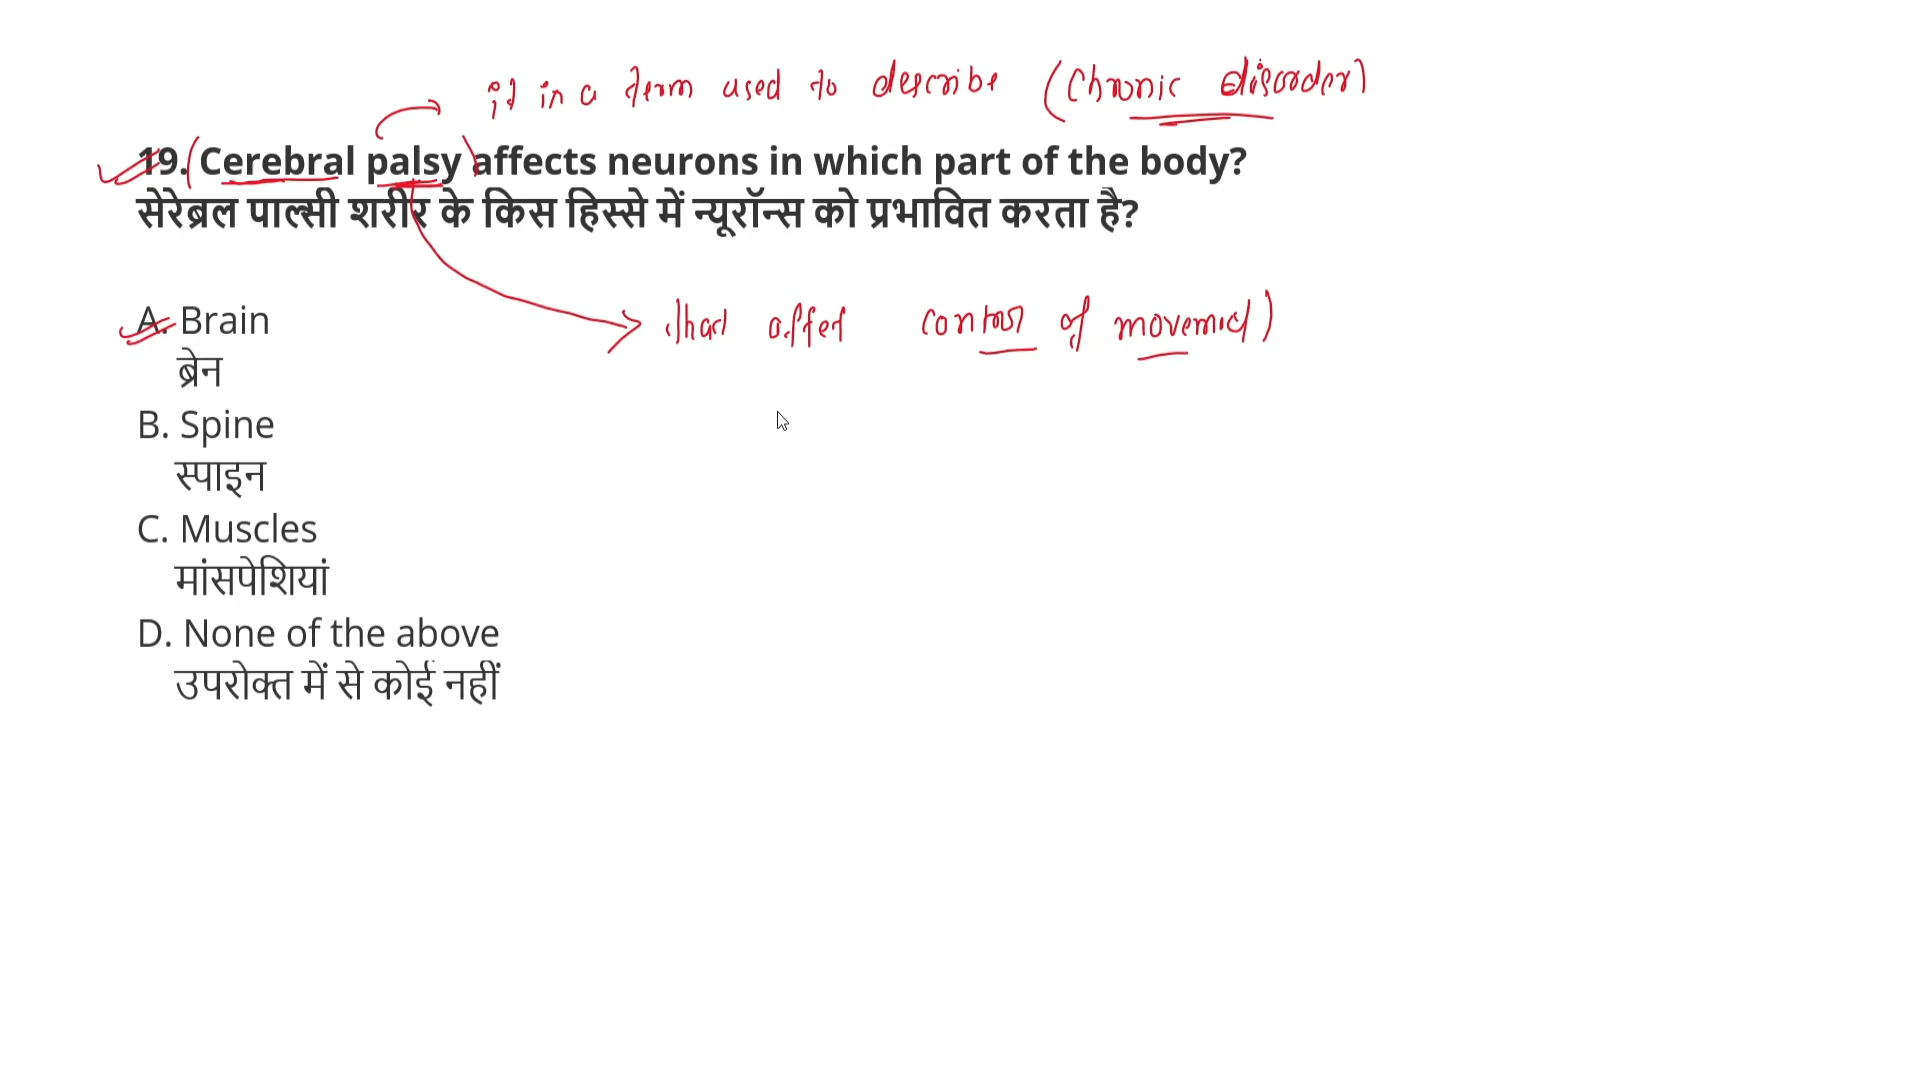 it is a term used to describe (Chronic disorder)
19. (Cerebral palsy) affects neurons in which part of the body?
सेरेब्रल पाल्सी शरीर के किस हिस्से में न्यूरॉन्स को प्रभावित करता है?
A. Brain
that affet control of movement)
ब्रेन
B. Spine
स्पाइन
C. Muscles
मांसपेशियां
D. None of the above
उपरोक्त में से कोई नहीं